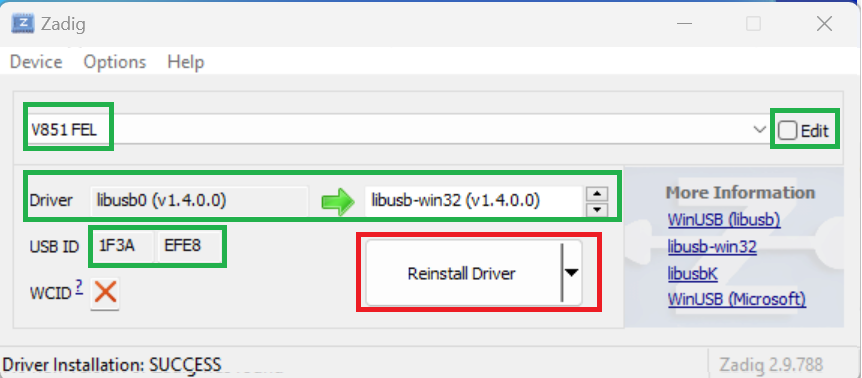 Zadig
Device Options Help
V851 FEL
Edit
Driver libusb0 (v1.4.0.0) libusb-win32 (v1.4.0.0)
More Information
WinUSB (libusb)
USB ID 1F3A EFE8
libusb-win32
Reinstall Driver
libusbK
WCID ?
WinUSB (Microsoft)
Driver Installation: SUCCESS
Zadig 2.9.788